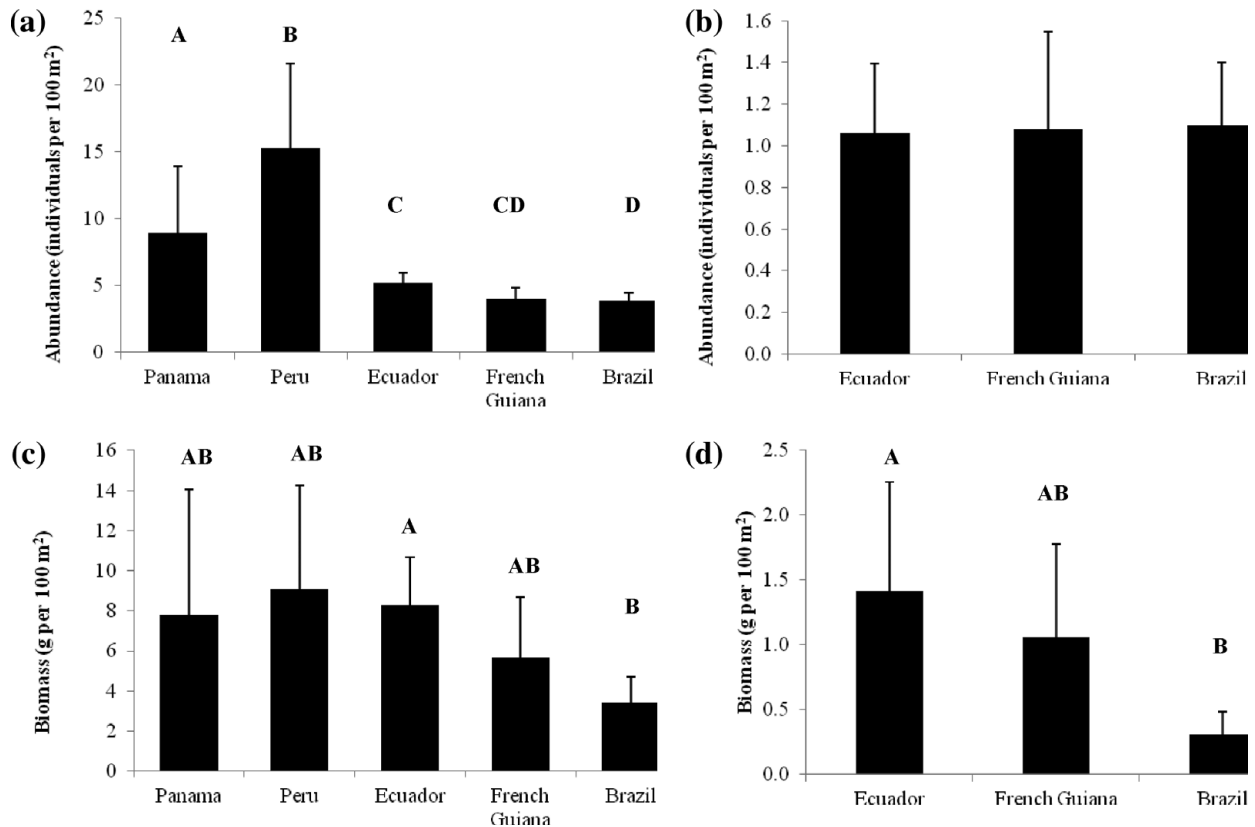 (a)
Abundance (individuals per 100 m²)
25
20
15
10
5
0
A
B
C
CD
D
Panama
Peru
Ecuador
French
Guiana
Brazil
(b)
Abundance (individuals per 100 m²)
1.6
1.4
1.2
1.0
0.8
0.6
0.4
0.2
0.0
Ecuador
French Guiana
Brazil
(c)
Biomass (g per 100 m²)
16
14
12
10
8
6
4
2
0
AB
AB
A
AB
B
Panama
Peru
Ecuador
French
Guiana
Brazil
(d)
Biomass (g per 100 m²)
2.5
2.0
1.5
1.0
0.5
0.0
A
AB
B
Ecuador
French Guiana
Brazil